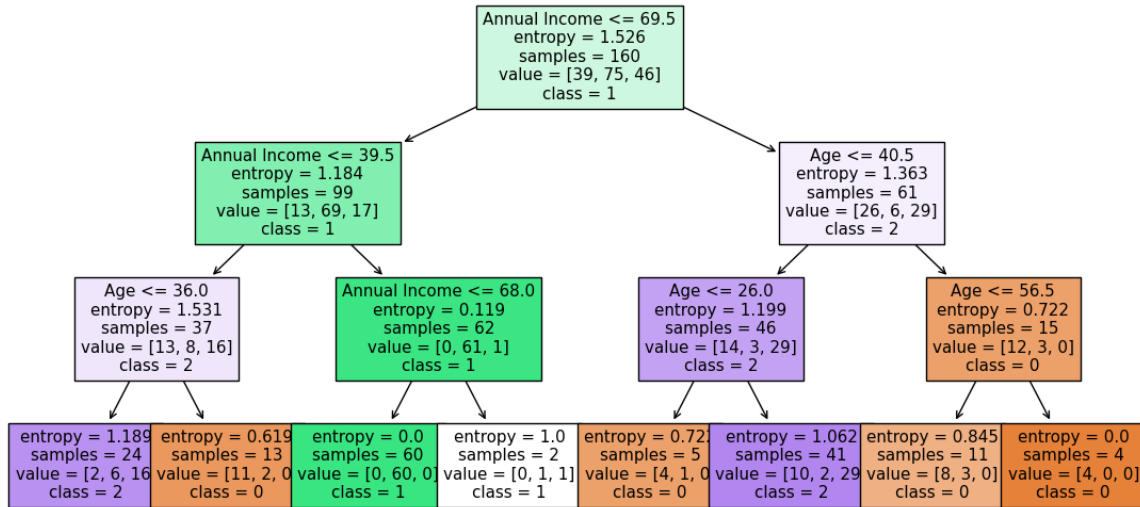 Annual Income <= 69.5
entropy = 1.526
samples = 160
value = [39, 75, 46]
class = 1
Annual Income <= 39.5
entropy = 1.184
samples = 99
value = [13, 69, 17]
class = 1
Age <= 40.5
entropy = 1.363
samples = 61
value = [26, 6, 29]
class = 2
Age <= 36.0
entropy = 1.531
samples = 37
value = [13, 8, 16]
class = 2
Annual Income <= 68.0
entropy = 0.119
samples = 62
value = [0, 61, 1]
class = 1
Age <= 26.0
entropy = 1.199
samples = 46
value = [14, 3, 29]
class = 2
Age <= 56.5
entropy = 0.722
samples = 15
value = [12, 3, 0]
class = 0
entropy = 1.189
samples = 24
value = [2, 6, 16
class = 2
entropy = 0.619
samples = 13
value = [11, 2, 0]
class = 0
entropy = 0.0
samples = 60
value = [0, 60, 0]
class = 1
entropy = 1.0
samples = 2
value = [0, 1, 1]
class = 1
entropy = 0.722
samples = 5
value = [4, 1, 0]
class = 0
entropy = 1.062
samples = 41
value = [10, 2, 29]
class = 2
entropy = 0.845
samples = 11
value = [8, 3, 0]
class = 0
entropy = 0.0
samples = 4
value = [4, 0, 0]
class = 0